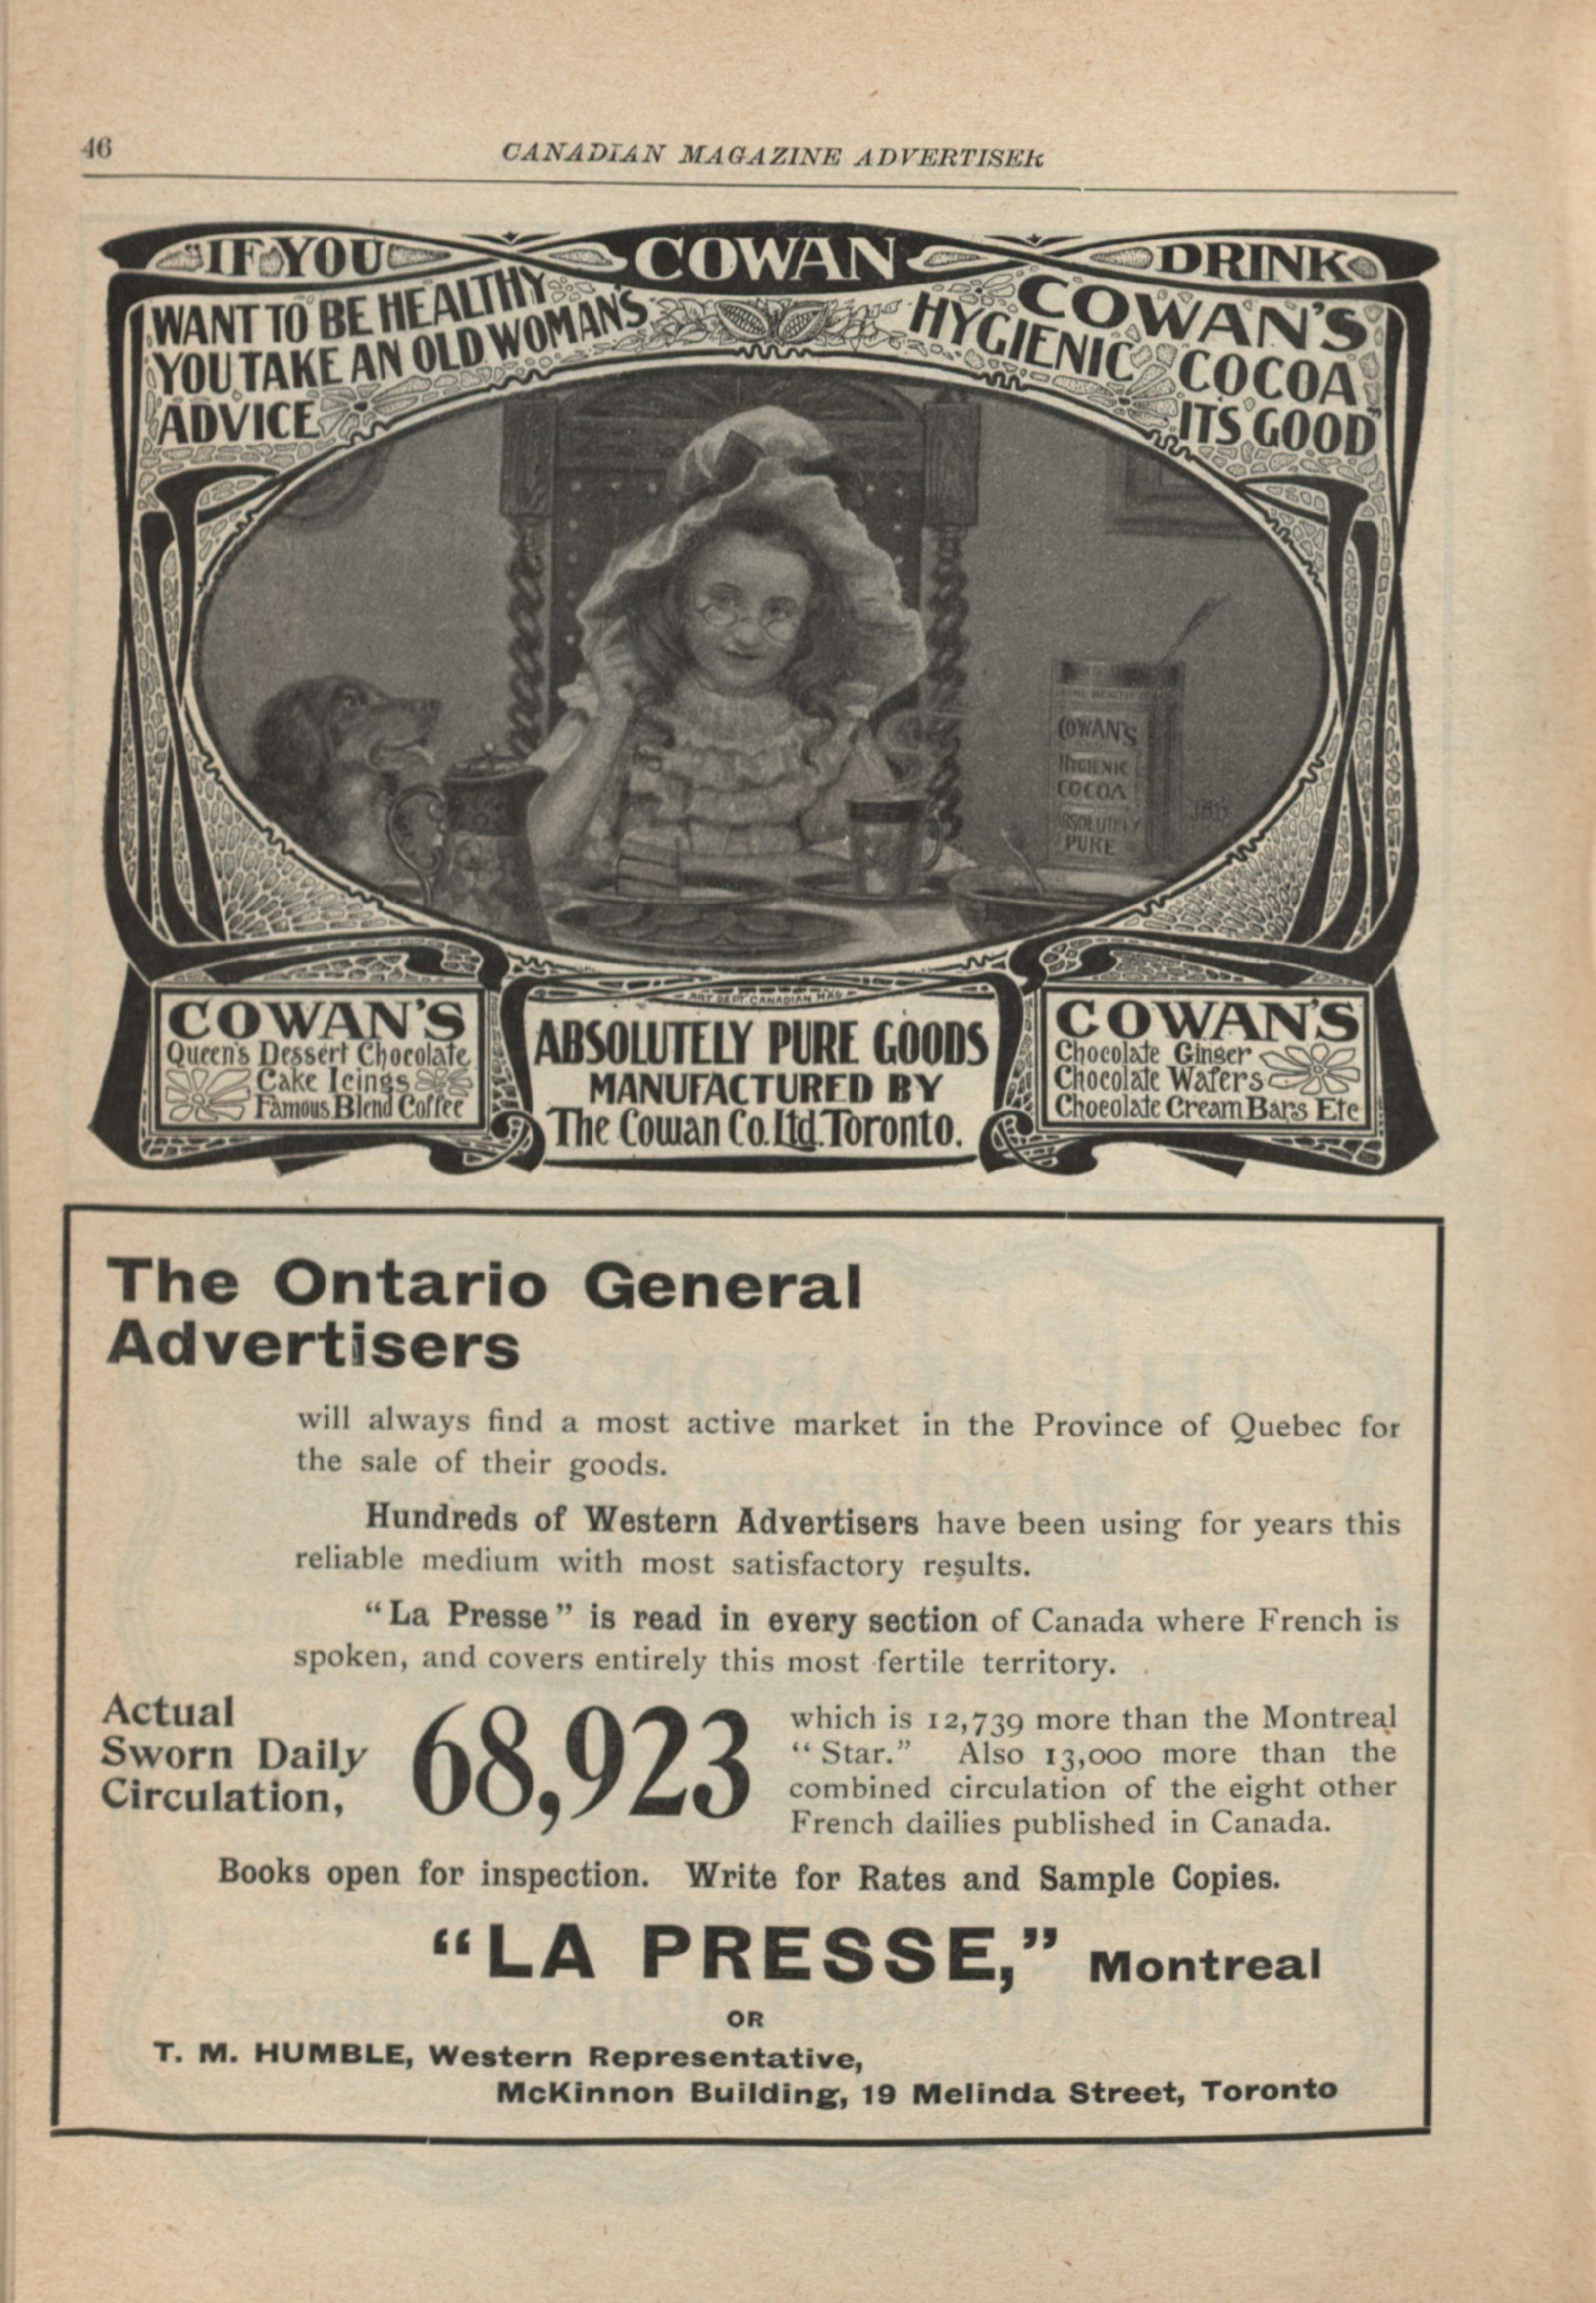 46
CANADIAN MAGAZINE ADVERTISER
"IF YOU
WANT TO BE HEALTHY
YOU TAKE AN OLD WOMAN'S
ADVICE
COWAN
DRINK
COWAN'S
HYGIENIC COCOA
ITS GOOD"
COWAN'S
HYGIENIC
COCOA
ABSOLUTELY
PURE
ART DEPT. CANADIAN MAG
COWAN'S
Queen's Dessert Chocolate
Cake Icings
Famous Blend Coffee
ABSOLUTELY PURE GOODS
MANUFACTURED BY
The Cowan Co. Ltd. Toronto.
COWAN'S
Chocolate Ginger
Chocolate Wafers
Chocolate Cream Bars Etc
The Ontario General
Advertisers
will always find a most active market in the Province of Quebec for
the sale of their goods.
Hundreds of Western Advertisers have been using for years this
reliable medium with most satisfactory results.
"La Presse" is read in every section of Canada where French is
spoken, and covers entirely this most fertile territory.
Actual
Sworn Daily
Circulation,
68,923
which is 12,739 more than the Montreal
"Star." Also 13,000 more than the
combined circulation of the eight other
French dailies published in Canada.
Books open for inspection. Write for Rates and Sample Copies.
"LA PRESSE," Montreal
OR
T. M. HUMBLE, Western Representative,
McKinnon Building, 19 Melinda Street, Toronto